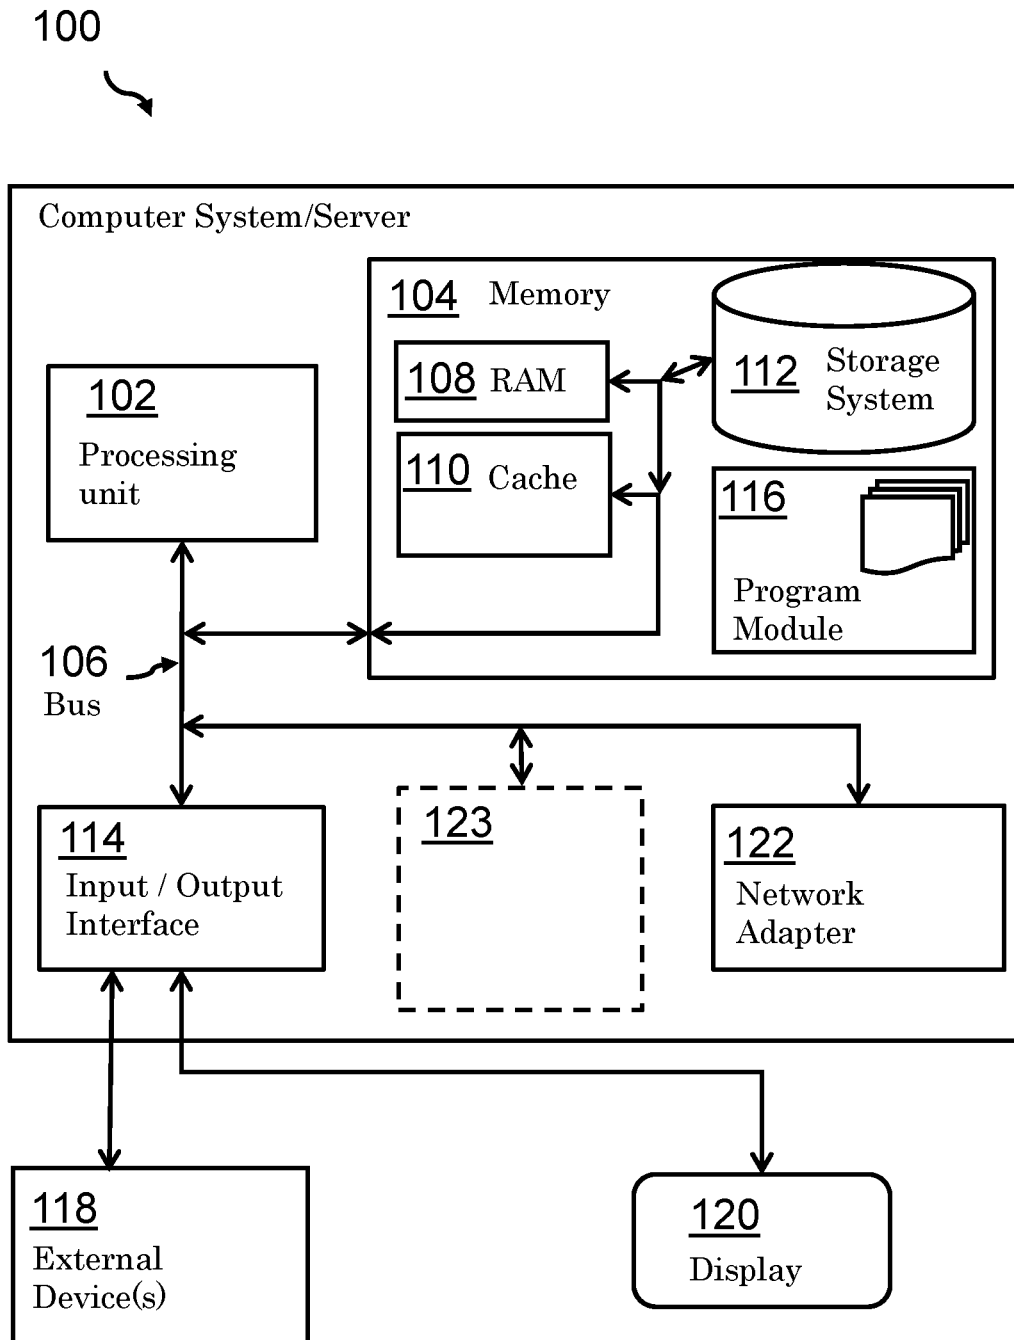 100
Computer System/Server
104 Memory
108 RAM
110 Cache
112 Storage
System
116
Program
Module
102
Processing
unit
106
Bus
114
Input / Output
Interface
123
122
Network
Adapter
118
External
Device(s)
120
Display